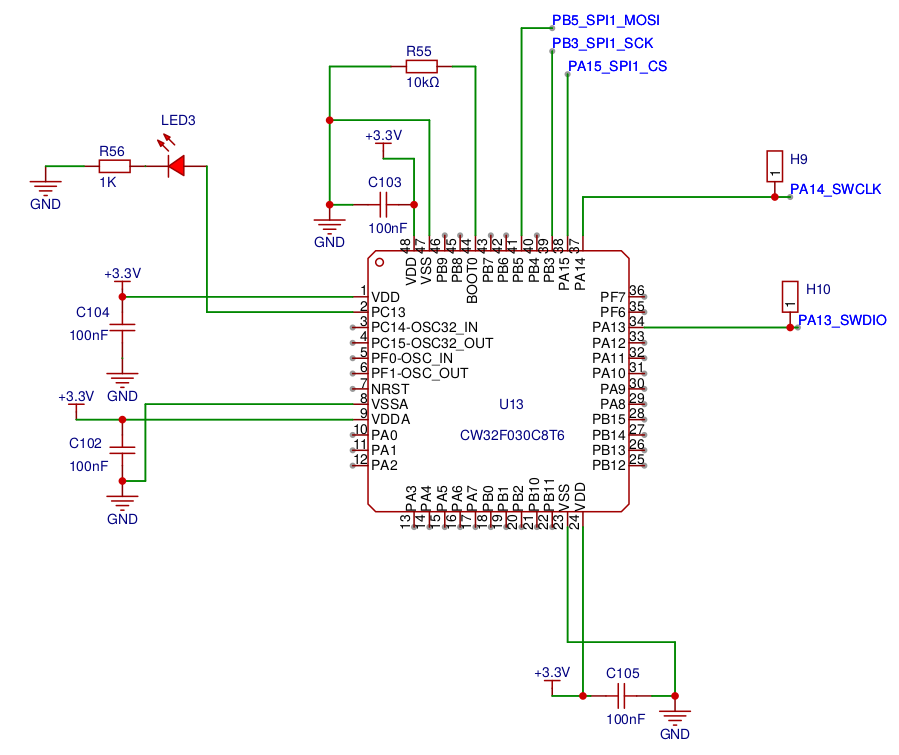 PB5_SPI1_MOSI
PB3_SPI1_SCK
PA15_SPI1_CS
R55
10kΩ
LED3
+3.3V
R56
1K
GND
C103
100nF
GND
H9
1
PA14_SWCLK
48 47 46 45 44 43 42 41 40 39 38 37
VDD VSS PB9 PB8 BOOT0 PB7 PB6 PB5 PB4 PB3 PA15 PA14
+3.3V
C104
100nF
GND
H10
1
PA13_SWDIO
1 VDD
2 PC13
3 PC14-OSC32_IN
4 PC15-OSC32_OUT
5 PF0-OSC_IN
6 PF1-OSC_OUT
7 NRST
8 VSSA
9 VDDA
10 PA0
11 PA1
12 PA2
PF7 36
PF6 35
PA13 34
PA12 33
PA11 32
PA10 31
PA9 30
PA8 29
PB15 28
PB14 27
PB13 26
PB12 25
U13
CW32F030C8T6
+3.3V
C102
100nF
GND
PA3 PA4 PA5 PA6 PA7 PB0 PB1 PB2 PB10 PB11 VSS VDD
13 14 15 16 17 18 19 20 21 22 23 24
+3.3V
C105
100nF
GND